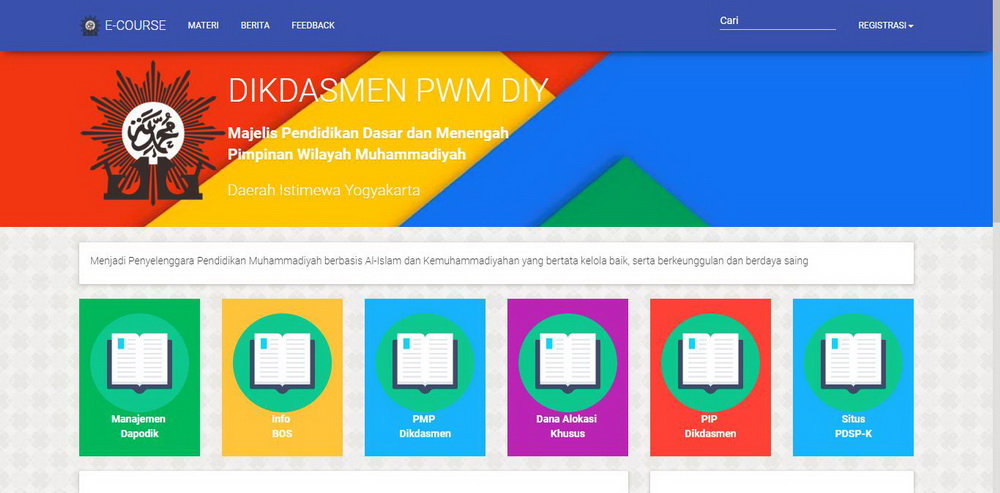 E-COURSE
MATERI
BERITA
FEEDBACK
Cari
REGISTRASI
DIKDASMEN PWM DIY
Majelis Pendidikan Dasar dan Menengah
Pimpinan Wilayah Muhammadiyah
Daerah Istimewa Yogyakarta
Menjadi Penyelenggara Pendidikan Muhammadiyah berbasis Al-Islam dan Kemuhammadiyahan yang bertata kelola baik, serta berkeunggulan dan berdaya saing
Manajemen
Dapodik
Info
BOS
PMP
Dikdasmen
Dana Alokasi
Khusus
PIP
Dikdasmen
Situs
PDSP-K